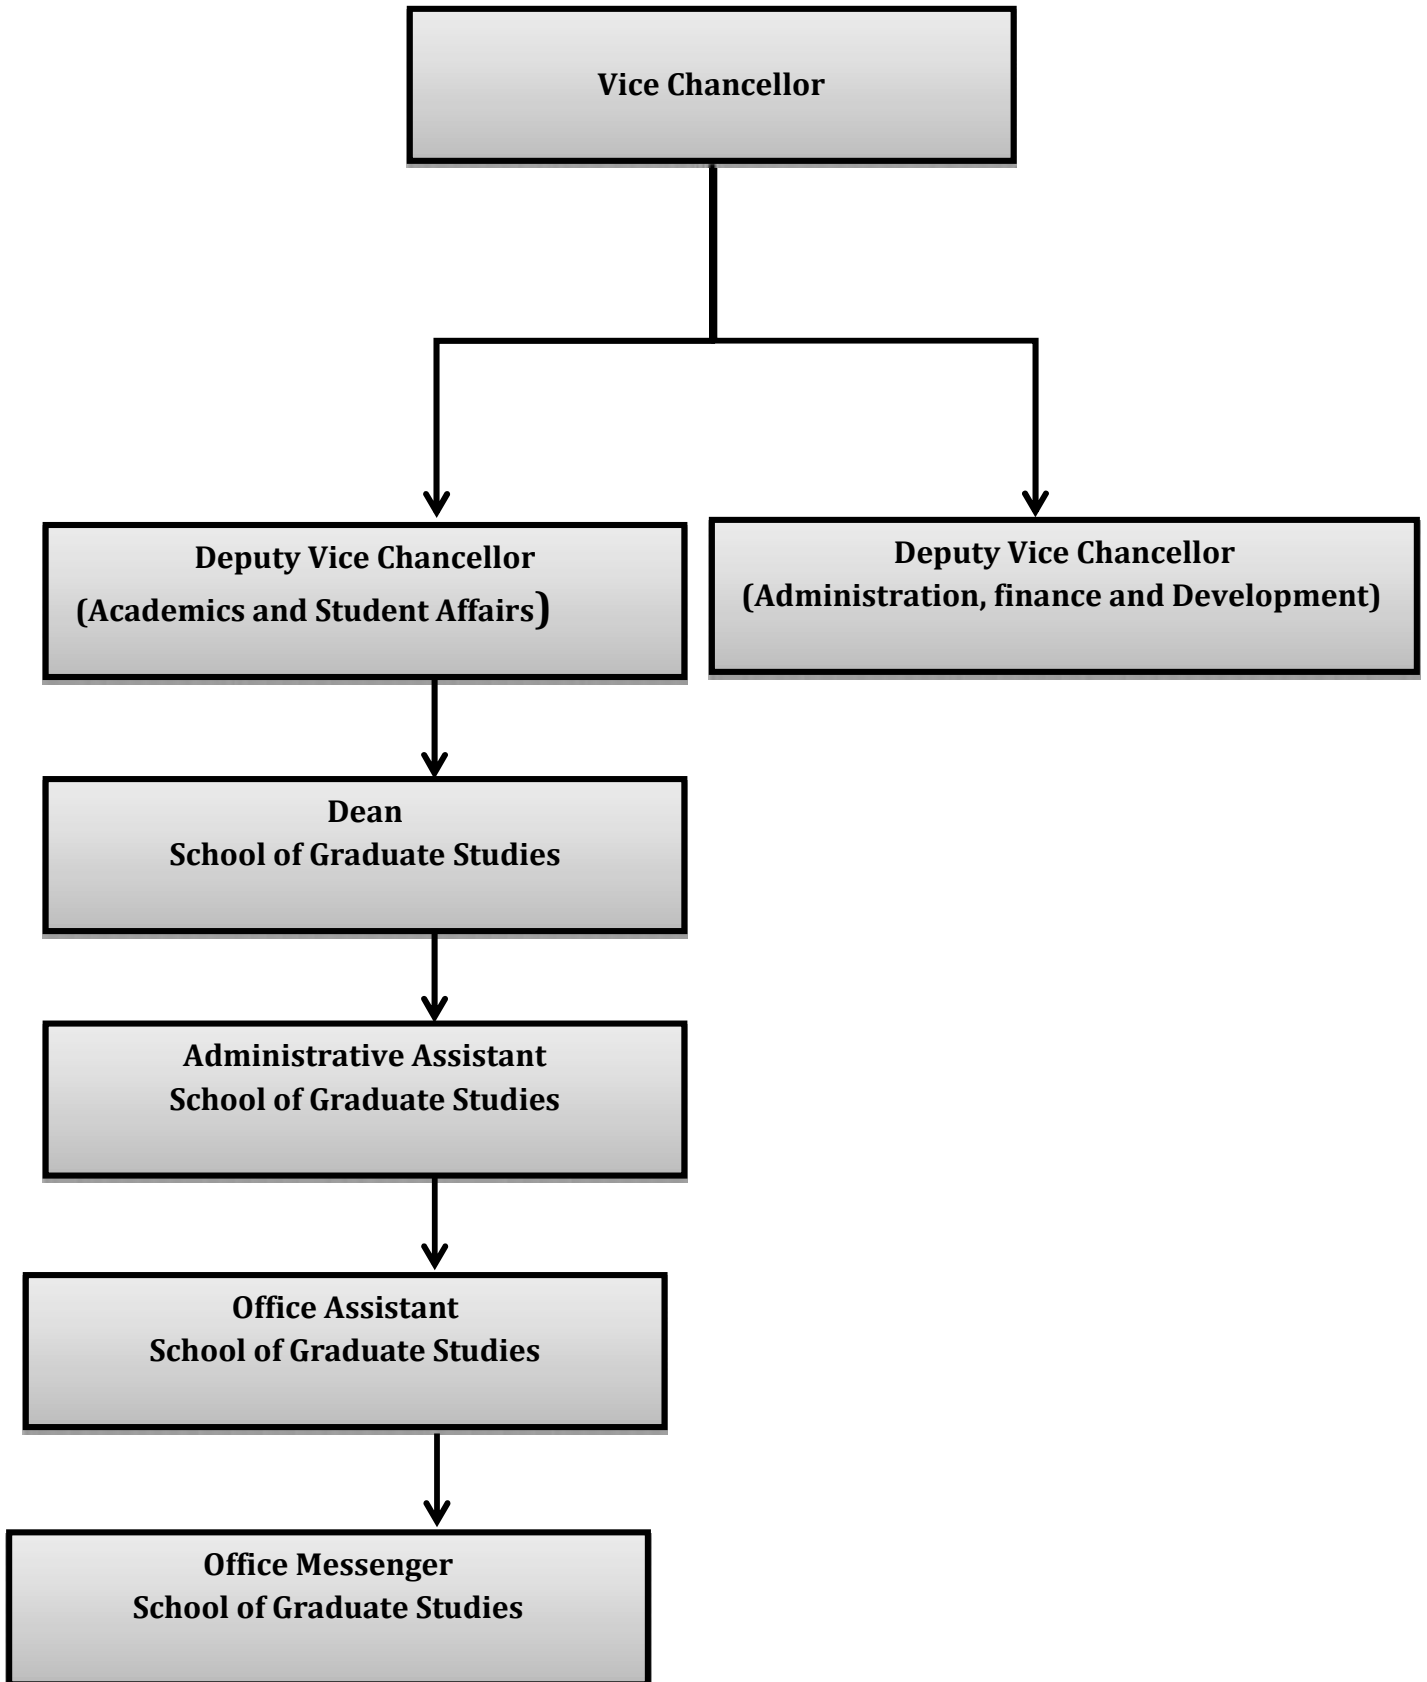 Vice Chancellor
Deputy Vice Chancellor
(Academics and Student Affairs)
Deputy Vice Chancellor
(Administration, finance and Development)
Dean
School of Graduate Studies
Administrative Assistant
School of Graduate Studies
Office Assistant
School of Graduate Studies
Office Messenger
School of Graduate Studies